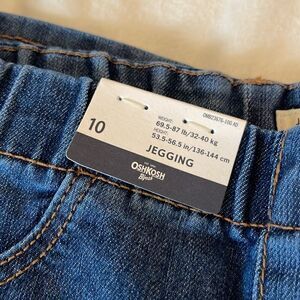 10
WEIGHT:
69.5-87 lb/32-40 kg
HEIGHT:
53.5-56.5 in/136-144 cm
JEGGING
OSHKOSH
B'gosh